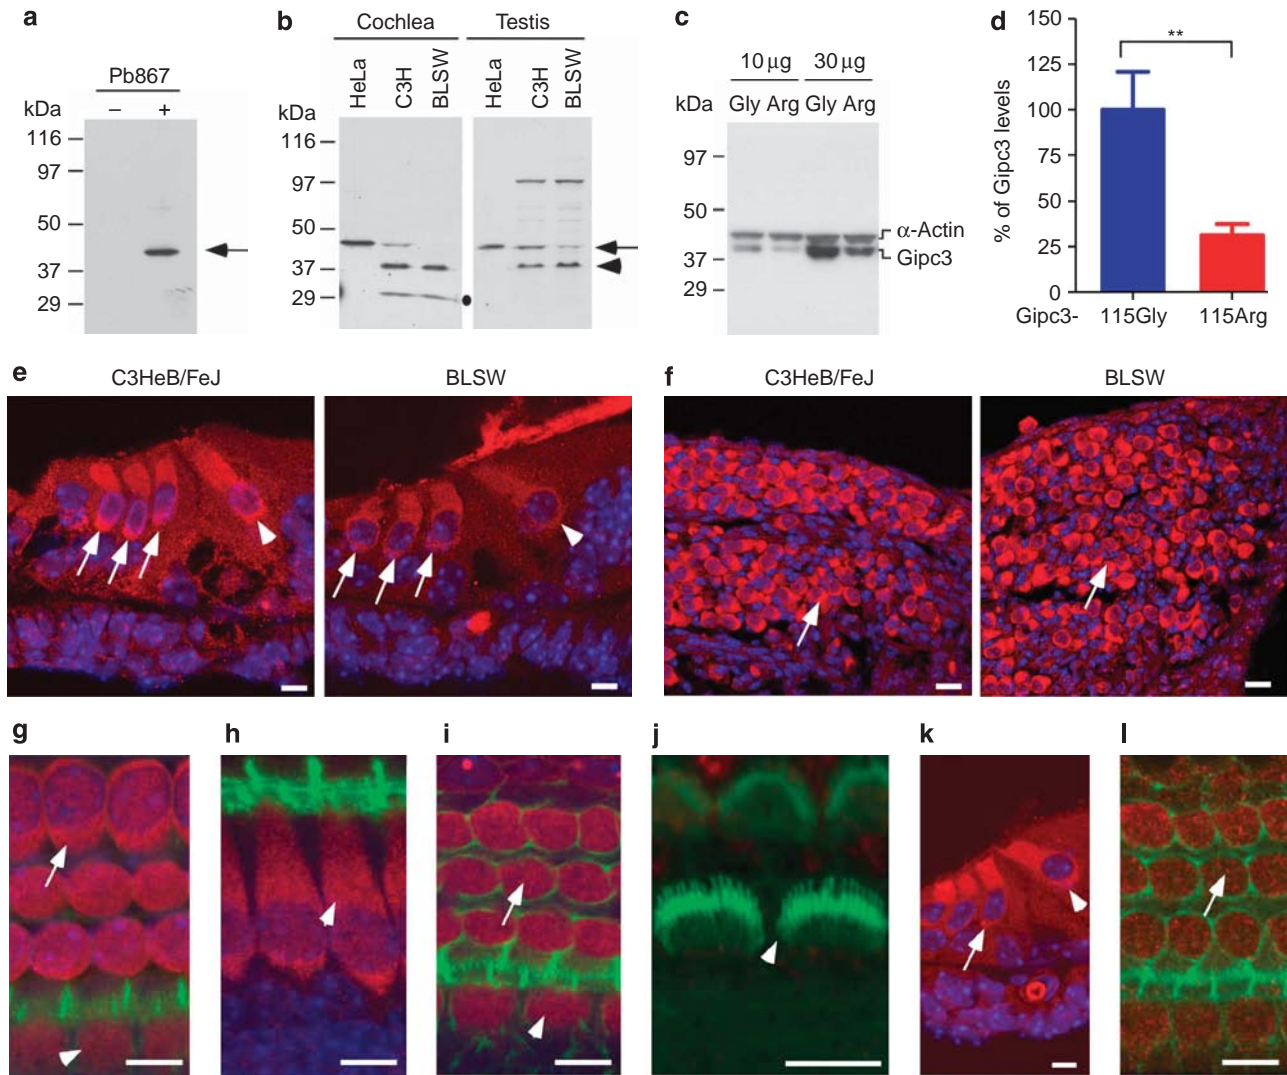 a
Pb867
– +
kDa
116
97
50
37
29
b
Cochlea
Testis
HeLa
C3H
BLSW
HeLa
C3H
BLSW
116
97
50
37
29
c
10 µg
30 µg
kDa
Gly Arg Gly Arg
97
50
37
29
α-Actin
Gipc3
d
% of Gipc3 levels
150
125
100
75
50
25
0
**
Gipc3-
115Gly
115Arg
e
C3HeB/FeJ
BLSW
f
C3HeB/FeJ
BLSW
g
h
i
j
k
l